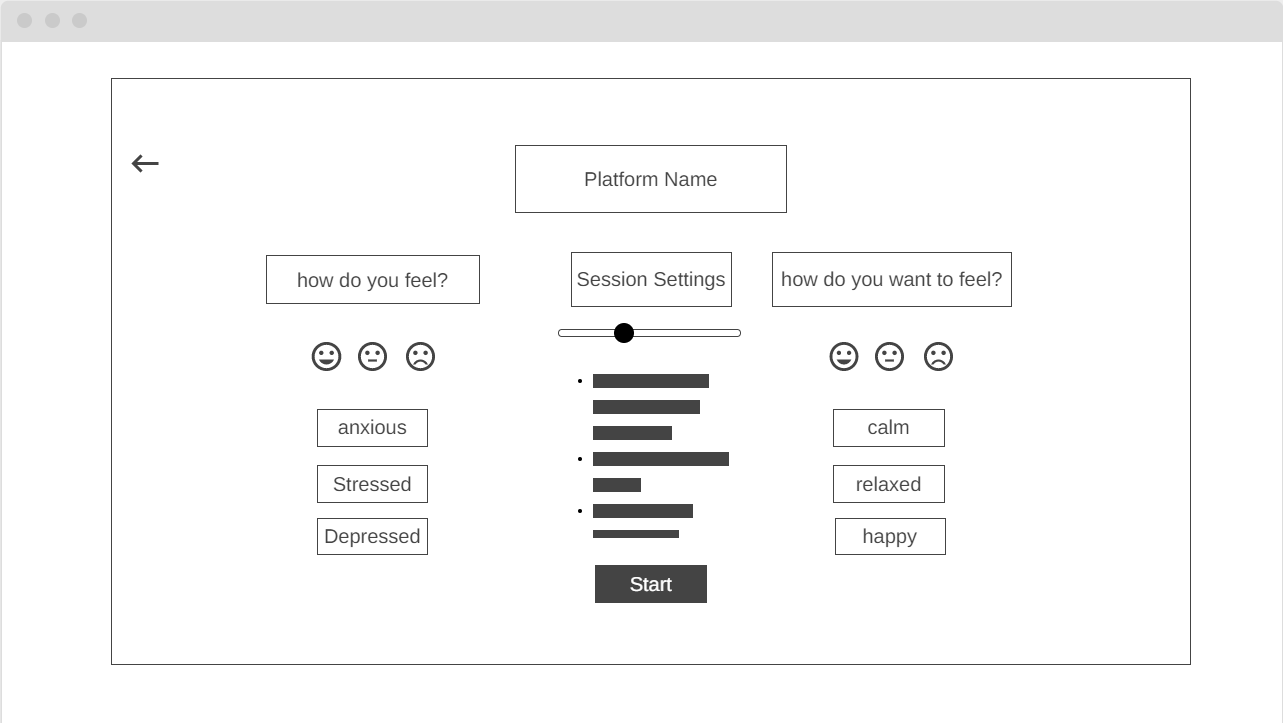 Platform Name
how do you feel?
Session Settings
how do you want to feel?
anxious
Stressed
Depressed
calm
relaxed
happy
Start